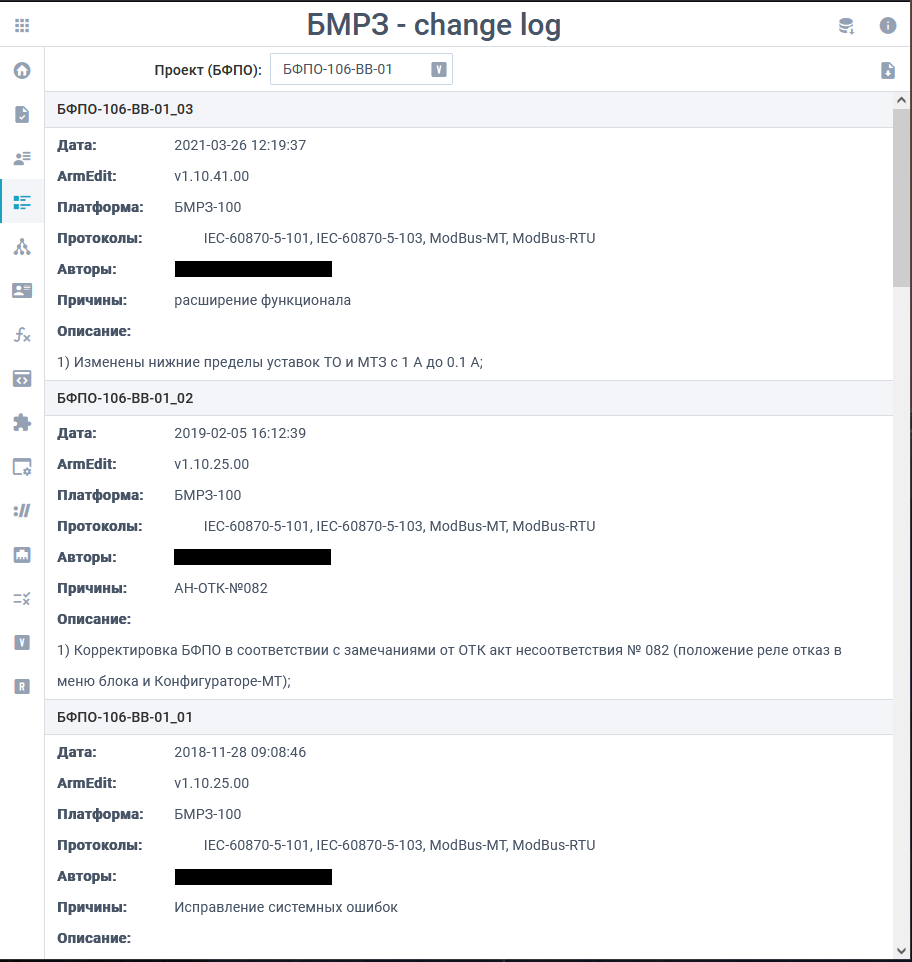 БМРЗ - change log
Проект (БФПО): БФПО-106-ВВ-01 V
БФПО-106-ВВ-01_03
Дата: 2021-03-26 12:19:37
ArmEdit: v1.10.41.00
Платформа: БМРЗ-100
Протоколы: IEC-60870-5-101, IEC-60870-5-103, ModBus-MT, ModBus-RTU
Авторы:
Причины: расширение функционала
Описание:
1) Изменены нижние пределы уставок ТО и МТЗ с 1 А до 0.1 А;
БФПО-106-ВВ-01_02
Дата: 2019-02-05 16:12:39
ArmEdit: v1.10.25.00
Платформа: БМРЗ-100
Протоколы: IEC-60870-5-101, IEC-60870-5-103, ModBus-MT, ModBus-RTU
Авторы:
Причины: АН-ОТК-№082
Описание:
1) Корректировка БФПО в соответствии с замечаниями от ОТК акт несоответствия № 082 (положение реле отказ в
меню блока и Конфигураторе-МТ);
V
R
БФПО-106-ВВ-01_01
Дата: 2018-11-28 09:08:46
ArmEdit: v1.10.25.00
Платформа: БМРЗ-100
Протоколы: IEC-60870-5-101, IEC-60870-5-103, ModBus-MT, ModBus-RTU
Авторы:
Причины: Исправление системных ошибок
Описание: